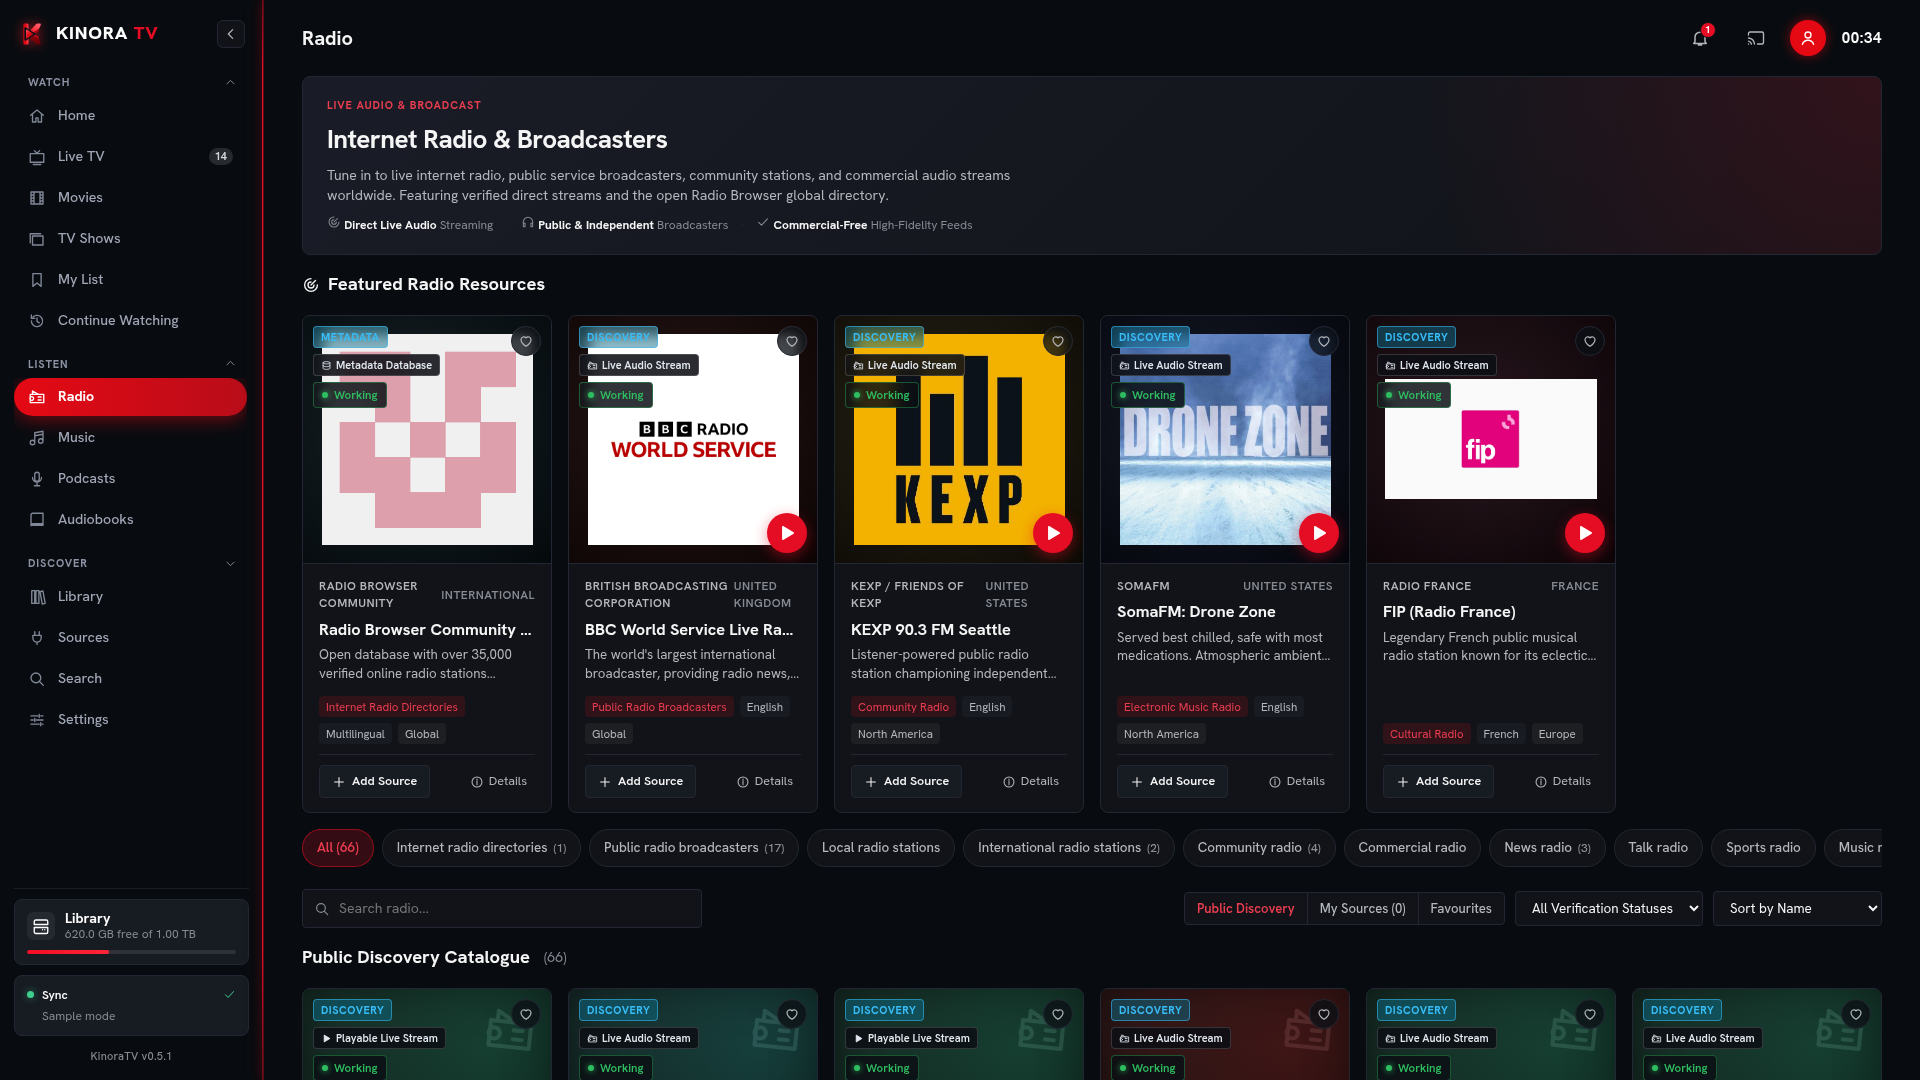 KINORA TV
WATCH
Home
Live TV
14
Movies
TV Shows
My List
Continue Watching
LISTEN
Radio
Music
Podcasts
Audiobooks
DISCOVER
Library
Sources
Search
Settings
Library
620.0 GB free of 1.00 TB
Sync
Sample mode
KinoraTV v0.5.1
Radio
1
00:34
LIVE AUDIO & BROADCAST
Internet Radio & Broadcasters
Tune in to live internet radio, public service broadcasters, community stations, and commercial audio streams
worldwide. Featuring verified direct streams and the open Radio Browser global directory.
Direct Live Audio Streaming
Public & Independent Broadcasters
Commercial-Free High-Fidelity Feeds
Featured Radio Resources
METADATA
Metadata Database
Working
RADIO BROWSER
COMMUNITY
INTERNATIONAL
Radio Browser Community ...
Open database with over 35,000
verified online radio stations...
Internet Radio Directories
Multilingual
Global
Add Source
Details
DISCOVERY
Live Audio Stream
Working
BBC RADIO
WORLD SERVICE
BRITISH BROADCASTING
CORPORATION
UNITED
KINGDOM
BBC World Service Live Ra...
The world's largest international
broadcaster, providing radio news,...
Public Radio Broadcasters
English
Global
Add Source
Details
DISCOVERY
Live Audio Stream
Working
KEXP
KEXP / FRIENDS OF
KEXP
UNITED
STATES
KEXP 90.3 FM Seattle
Listener-powered public radio
station championing independent...
Community Radio
English
North America
Add Source
Details
DISCOVERY
Live Audio Stream
Working
DRONE ZONE
SOMAFM
UNITED STATES
SomaFM: Drone Zone
Served best chilled, safe with most
medications. Atmospheric ambient...
Electronic Music Radio
English
North America
Add Source
Details
DISCOVERY
Live Audio Stream
Working
fip
RADIO FRANCE
FRANCE
FIP (Radio France)
Legendary French public musical
radio station known for its eclectic...
Cultural Radio
French
Europe
Add Source
Details
All (66)
Internet radio directories (1)
Public radio broadcasters (17)
Local radio stations
International radio stations (2)
Community radio (4)
Commercial radio
News radio (3)
Talk radio
Sports radio
Music r
Search radio...
Public Discovery
My Sources (0)
Favourites
All Verification Statuses
Sort by Name
Public Discovery Catalogue (66)
DISCOVERY
Playable Live Stream
Working
DISCOVERY
Live Audio Stream
Working
DISCOVERY
Playable Live Stream
Working
DISCOVERY
Live Audio Stream
Working
DISCOVERY
Live Audio Stream
Working
DISCOVERY
Live Audio Stream
Working